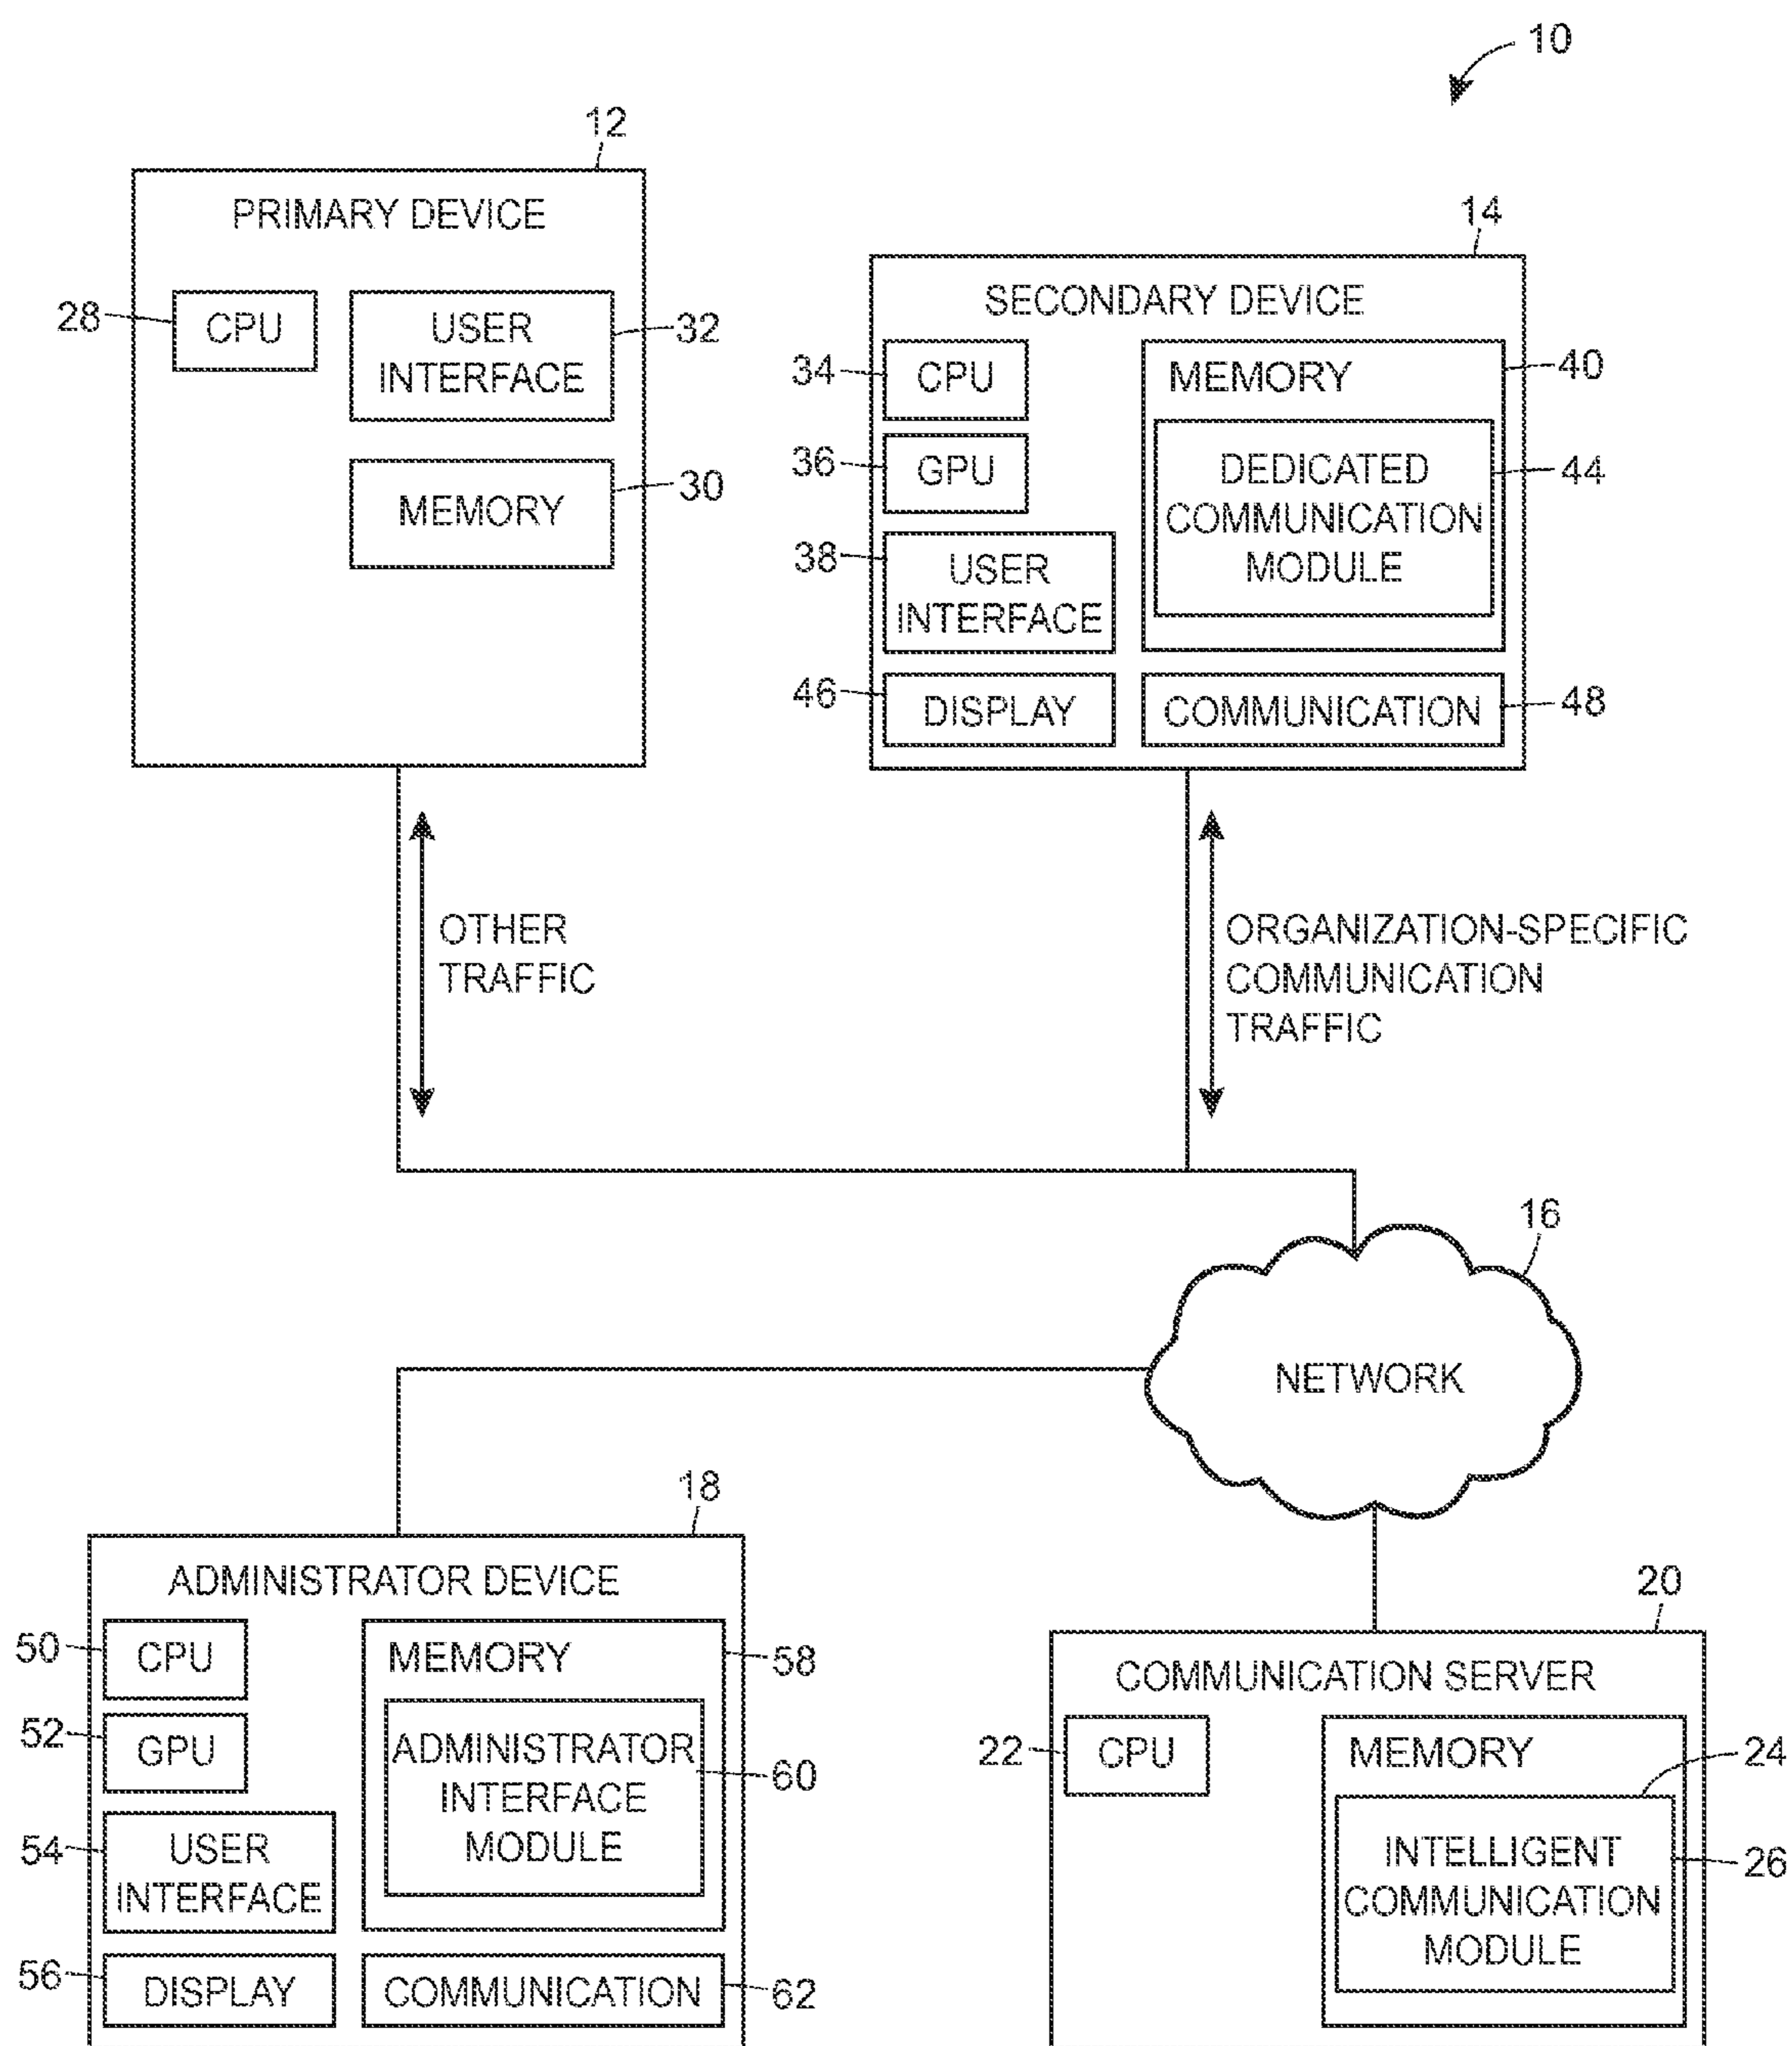 10
12
PRIMARY DEVICE
28
CPU
USER
INTERFACE
32
MEMORY
30
14
SECONDARY DEVICE
34
CPU
36
GPU
38
USER
INTERFACE
46
DISPLAY
MEMORY
40
DEDICATED
COMMUNICATION
MODULE
44
COMMUNICATION
48
OTHER
TRAFFIC
ORGANIZATION-SPECIFIC
COMMUNICATION
TRAFFIC
16
NETWORK
18
ADMINISTRATOR DEVICE
50
CPU
52
GPU
54
USER
INTERFACE
56
DISPLAY
MEMORY
58
ADMINISTRATOR
INTERFACE
MODULE
60
COMMUNICATION
62
20
COMMUNICATION SERVER
22
CPU
MEMORY
24
INTELLIGENT
COMMUNICATION
MODULE
26